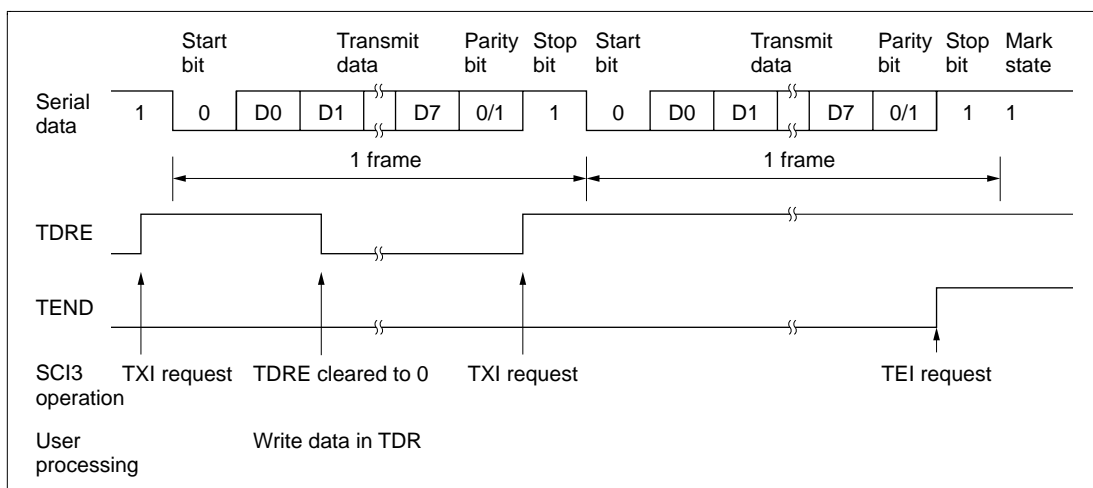 Start bit Transmit data Parity bit Stop bit Start bit Transmit data Parity bit Stop bit Mark state
Serial data 1 0 D0 D1 D7 0/1 1 0 D0 D1 D7 0/1 1 1
1 frame 1 frame
TDRE
TEND
SCI3 operation TXI request TDRE cleared to 0 TXI request TEI request
User processing Write data in TDR